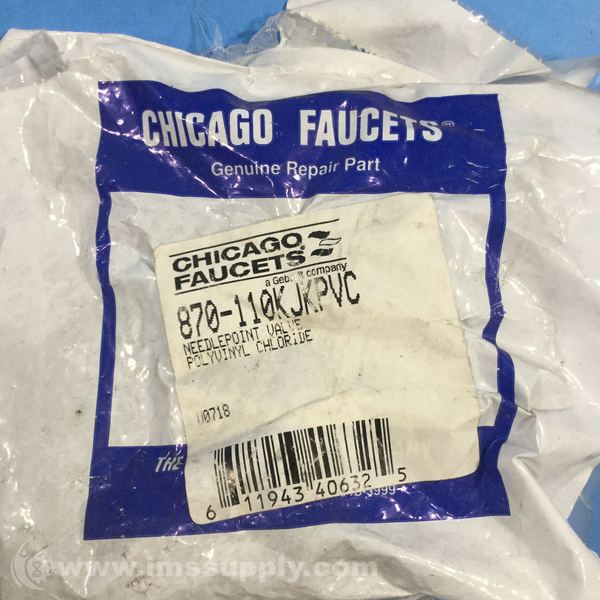 CHICAGO FAUCETS®
Genuine Repair Part
CHICAGO
FAUCETS
a Geberit company
870-110KJKPVC
NEEDLEPOINT VALVE
POLYVINYL CHLORIDE
00718
THE
6 11943 40632 5
www.imssupply.com